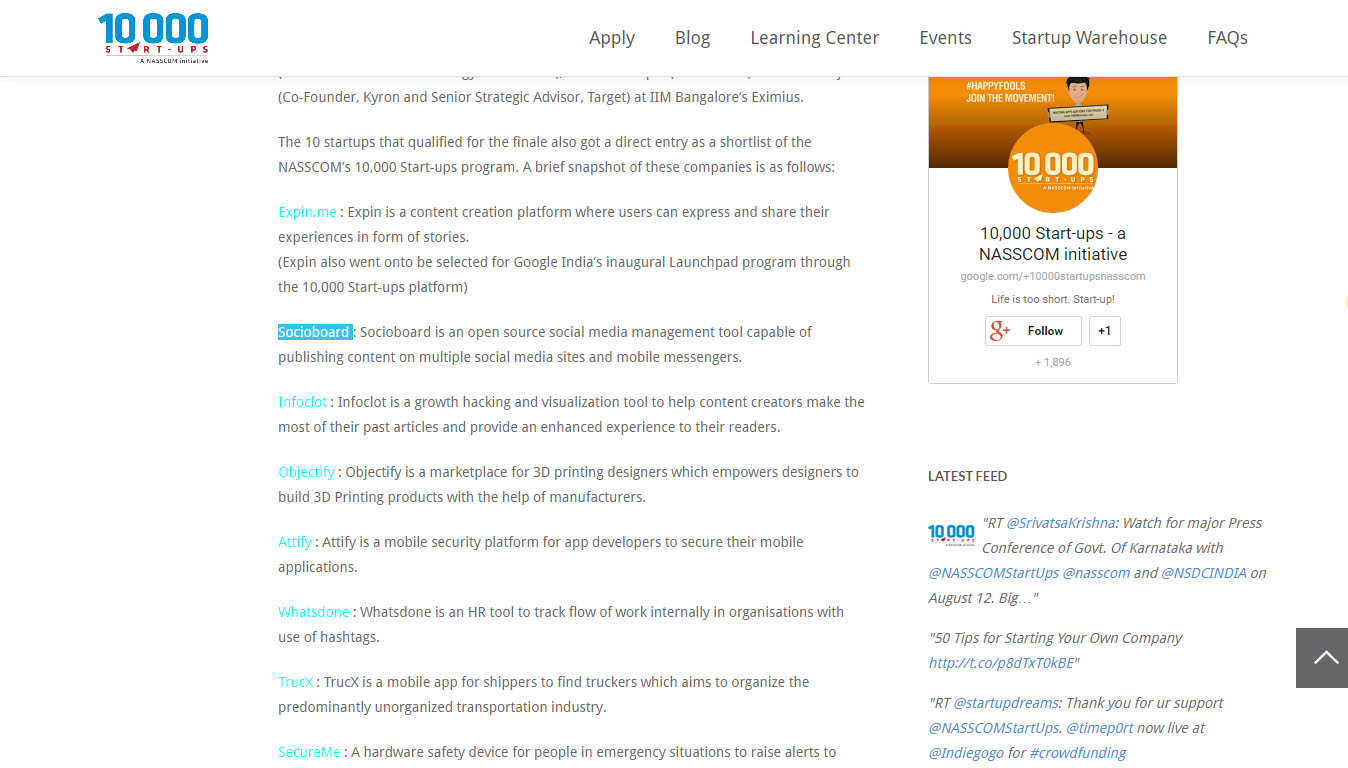 10 000
START-UPS
A NASSCOM initiative
Apply
Blog
Learning Center
Events
Startup Warehouse
FAQs
(Co-Founder, Kyron and Senior Strategic Advisor, Target) at IIM Bangalore’s Eximius.
The 10 startups that qualified for the finale also got a direct entry as a shortlist of the
NASSCOM’s 10,000 Start-ups program. A brief snapshot of these companies is as follows:
Expin.me : Expin is a content creation platform where users can express and share their
experiences in form of stories.
(Expin also went onto be selected for Google India’s inaugural Launchpad program through
the 10,000 Start-ups platform)
Socioboard : Socioboard is an open source social media management tool capable of
publishing content on multiple social media sites and mobile messengers.
Infoclot : Infoclot is a growth hacking and visualization tool to help content creators make the
most of their past articles and provide an enhanced experience to their readers.
Objectify : Objectify is a marketplace for 3D printing designers which empowers designers to
build 3D Printing products with the help of manufacturers.
Attify : Attify is a mobile security platform for app developers to secure their mobile
applications.
Whatsdone : Whatsdone is an HR tool to track flow of work internally in organisations with
use of hashtags.
TrucX : TrucX is a mobile app for shippers to find truckers which aims to organize the
predominantly unorganized transportation industry.
SecureMe : A hardware safety device for people in emergency situations to raise alerts to
#HAPPYFOOLS
JOIN THE MOVEMENT!
10 000
START-UPS
A NASSCOM initiative
10,000 Start-ups - a
NASSCOM initiative
google.com/+10000startupsnasscom
Life is too short. Start-up!
g+ Follow
+1
+ 1,896
LATEST FEED
10 000
START-UPS
"RT @SrivatsaKrishna: Watch for major Press
Conference of Govt. Of Karnataka with
@NASSCOMStartUps @nasscom and @NSDCINDIA on
August 12. Big…"
"50 Tips for Starting Your Own Company
http://t.co/p8dTxT0kBE"
"RT @startupdreams: Thank you for ur support
@NASSCOMStartUps. @timep0rt now live at
@Indiegogo for #crowdfunding